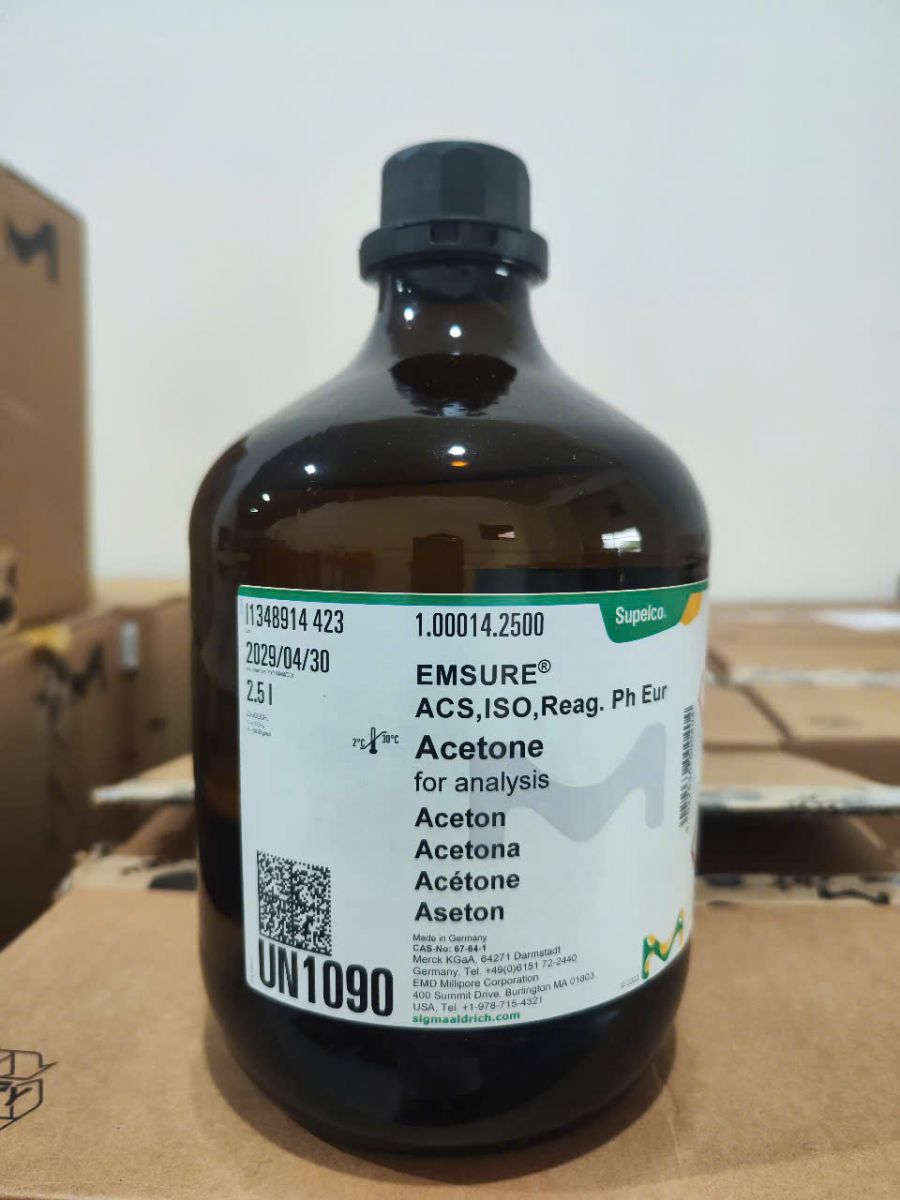 I1348914 423
2029/04/30
2.5 l
2°C 30°C
UN1090
1.00014.2500
Supelco®
EMSURE®
ACS,ISO,Reag. Ph Eur
Acetone
for analysis
Aceton
Acetona
Acétone
Aseton
Made in Germany
CAS-No: 67-64-1
Merck KGaA, 64271 Darmstadt
Germany, Tel. +49(0)6151 72-2440
EMD Millipore Corporation
400 Summit Drive, Burlington MA 01803
USA, Tel. +1-978-715-4321
sigmaaldrich.com